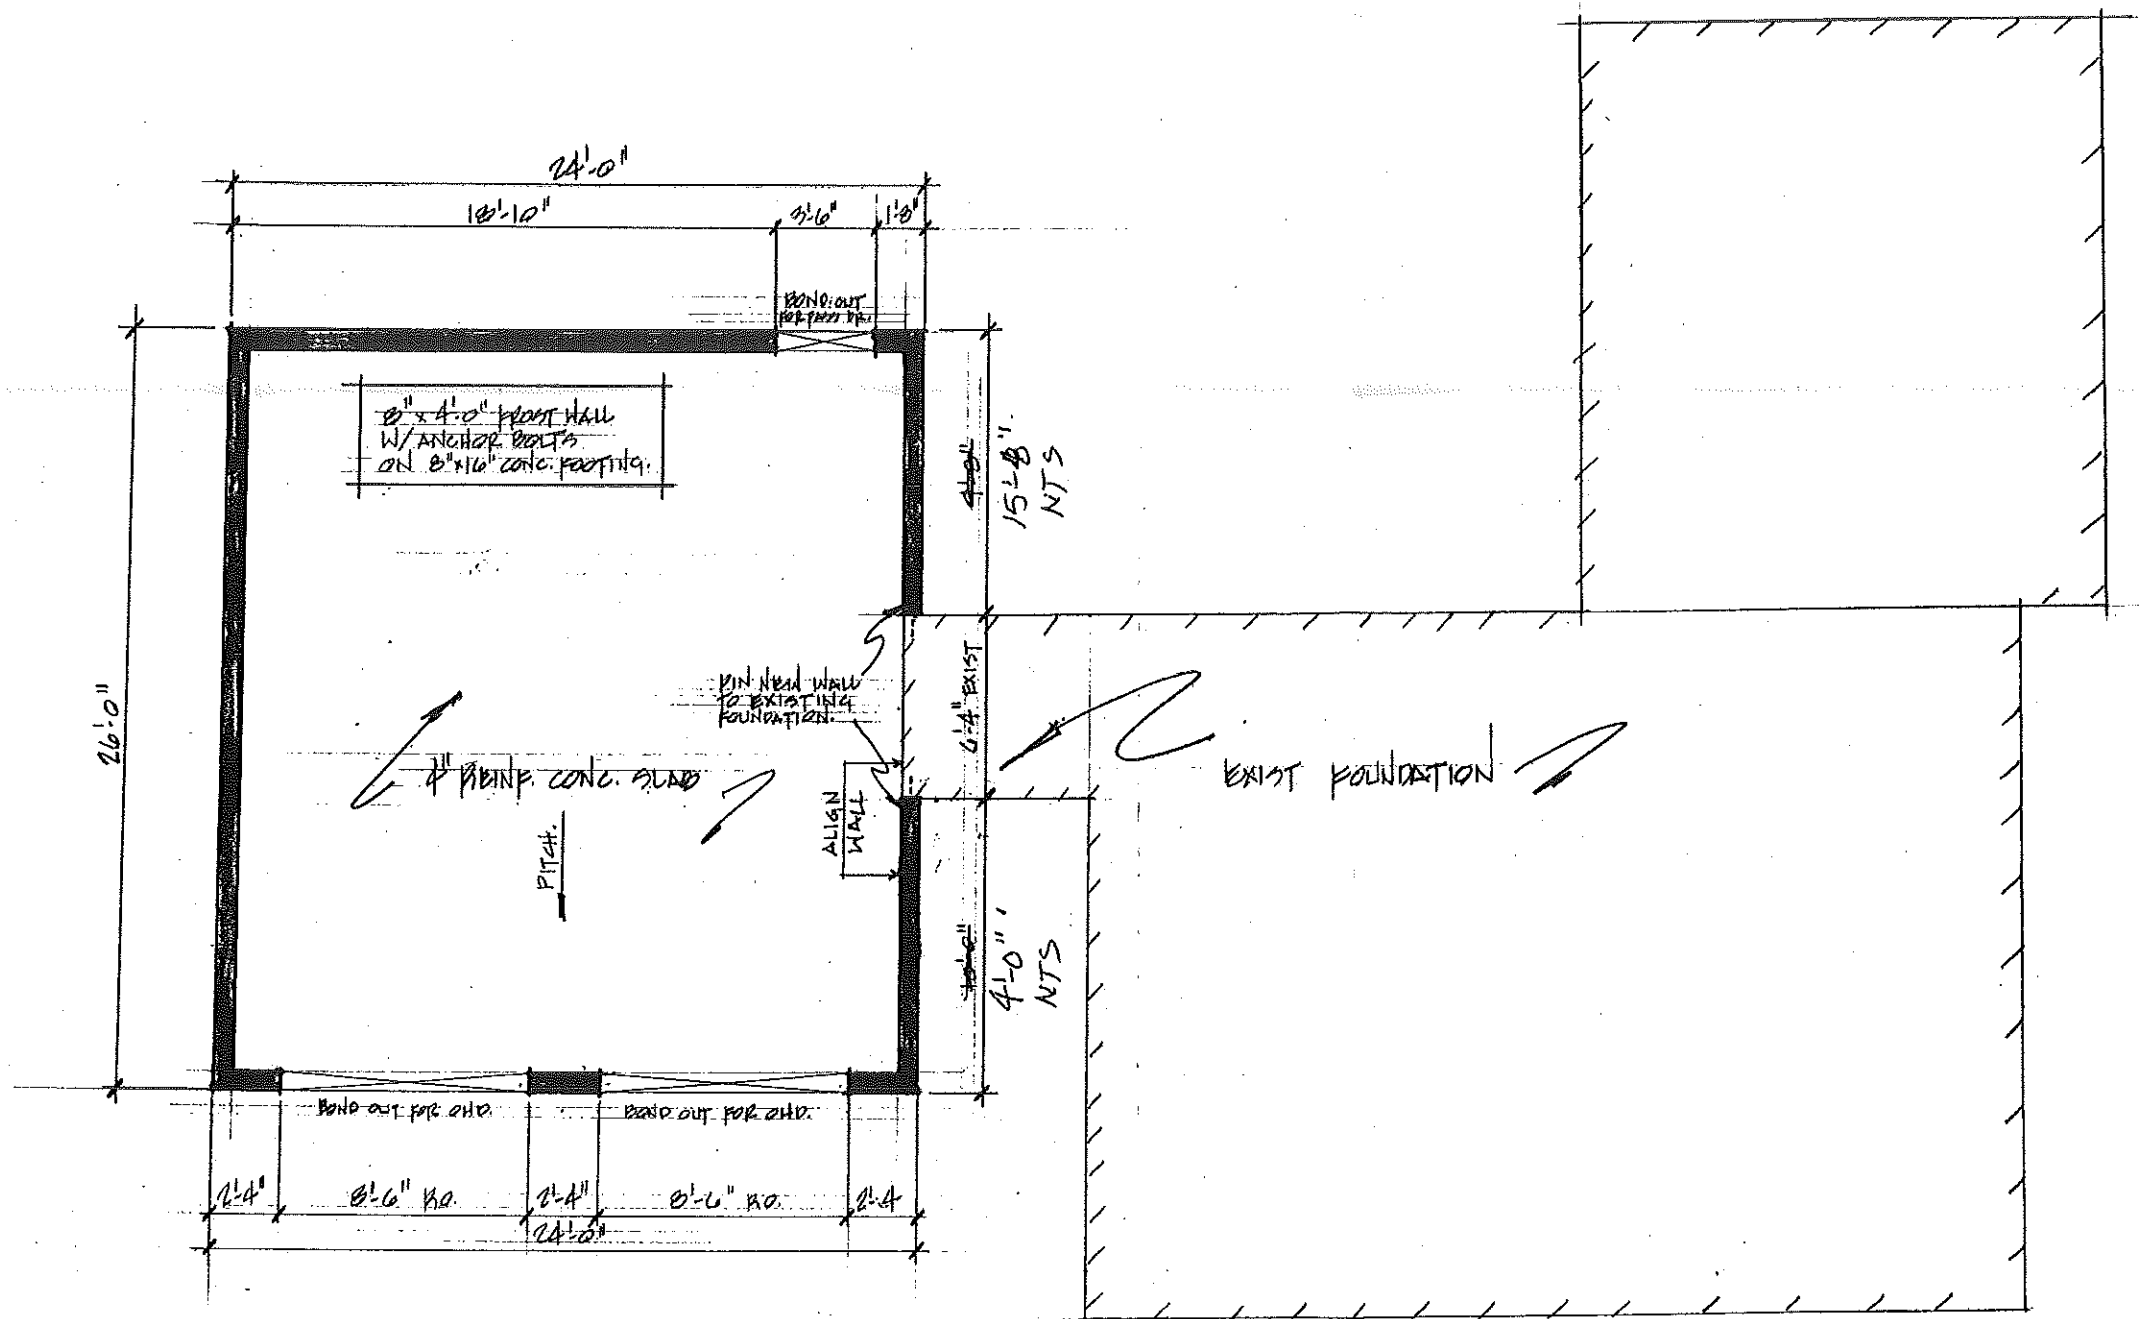 24'-0"
18'-10"
3'-6"
1'-8"
BOND OUT
FOR PASS DR.
8" x 4'-0" FROST WALL
W/ ANCHOR BOLTS
ON 8"x16" CONC. FOOTING.
15'-8"
NTS
26'-0"
PIN NEW WALL
TO EXISTING
FOUNDATION.
6'-4" EXIST
4" REINF. CONC. SLAB
EXIST FOUNDATION
ALIGN
WALL
PITCH.
4'-0"
NTS
BOND OUT FOR OHD.
BOND OUT FOR OHD.
2'-4"
8'-6" R.O.
2'-4"
8'-6" R.O.
2'-4
24'-0"